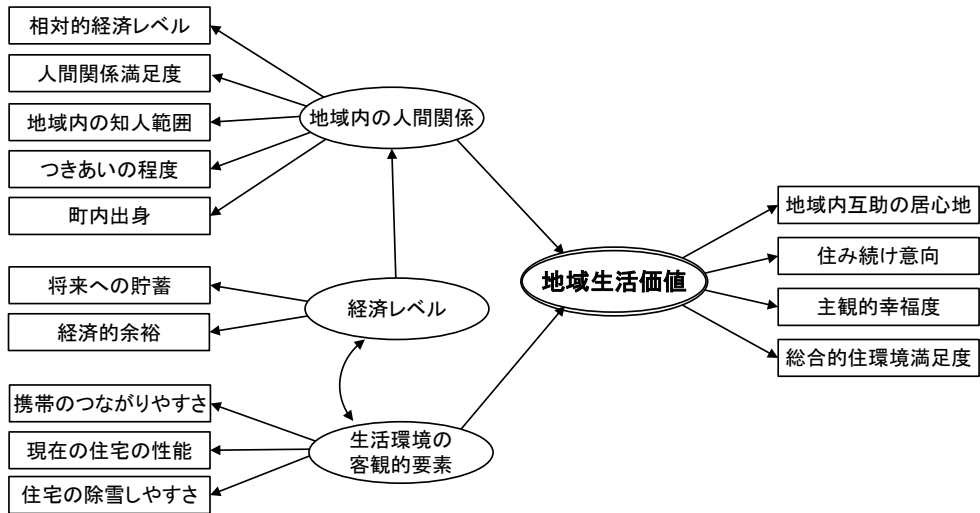 相対的経済レベル
人間関係満足度
地域内の知人範囲
つきあいの程度
町内出身
地域内の人間関係
将来への貯蓄
経済的余裕
経済レベル
携帯のつながりやすさ
現在の住宅の性能
住宅の除雪しやすさ
生活環境の
客観的要素
地域生活価値
地域内互助の居心地
住み続け意向
主観的幸福度
総合的住環境満足度